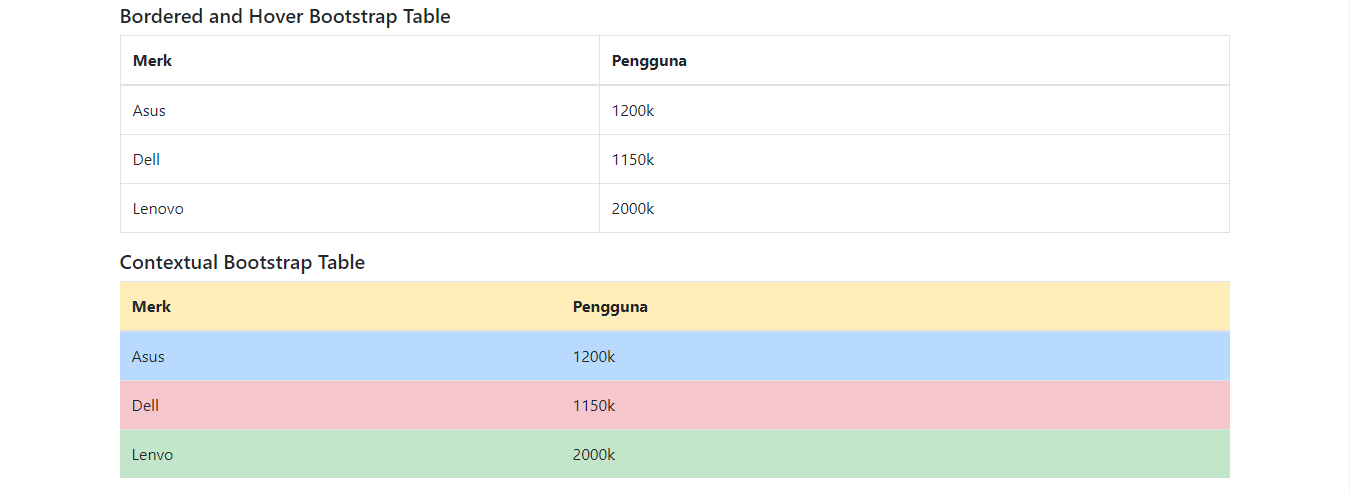 Bordered and Hover Bootstrap Table
Merk Pengguna
Asus 1200k
Dell 1150k
Lenovo 2000k
Contextual Bootstrap Table
Merk Pengguna
Asus 1200k
Dell 1150k
Lenvo 2000k